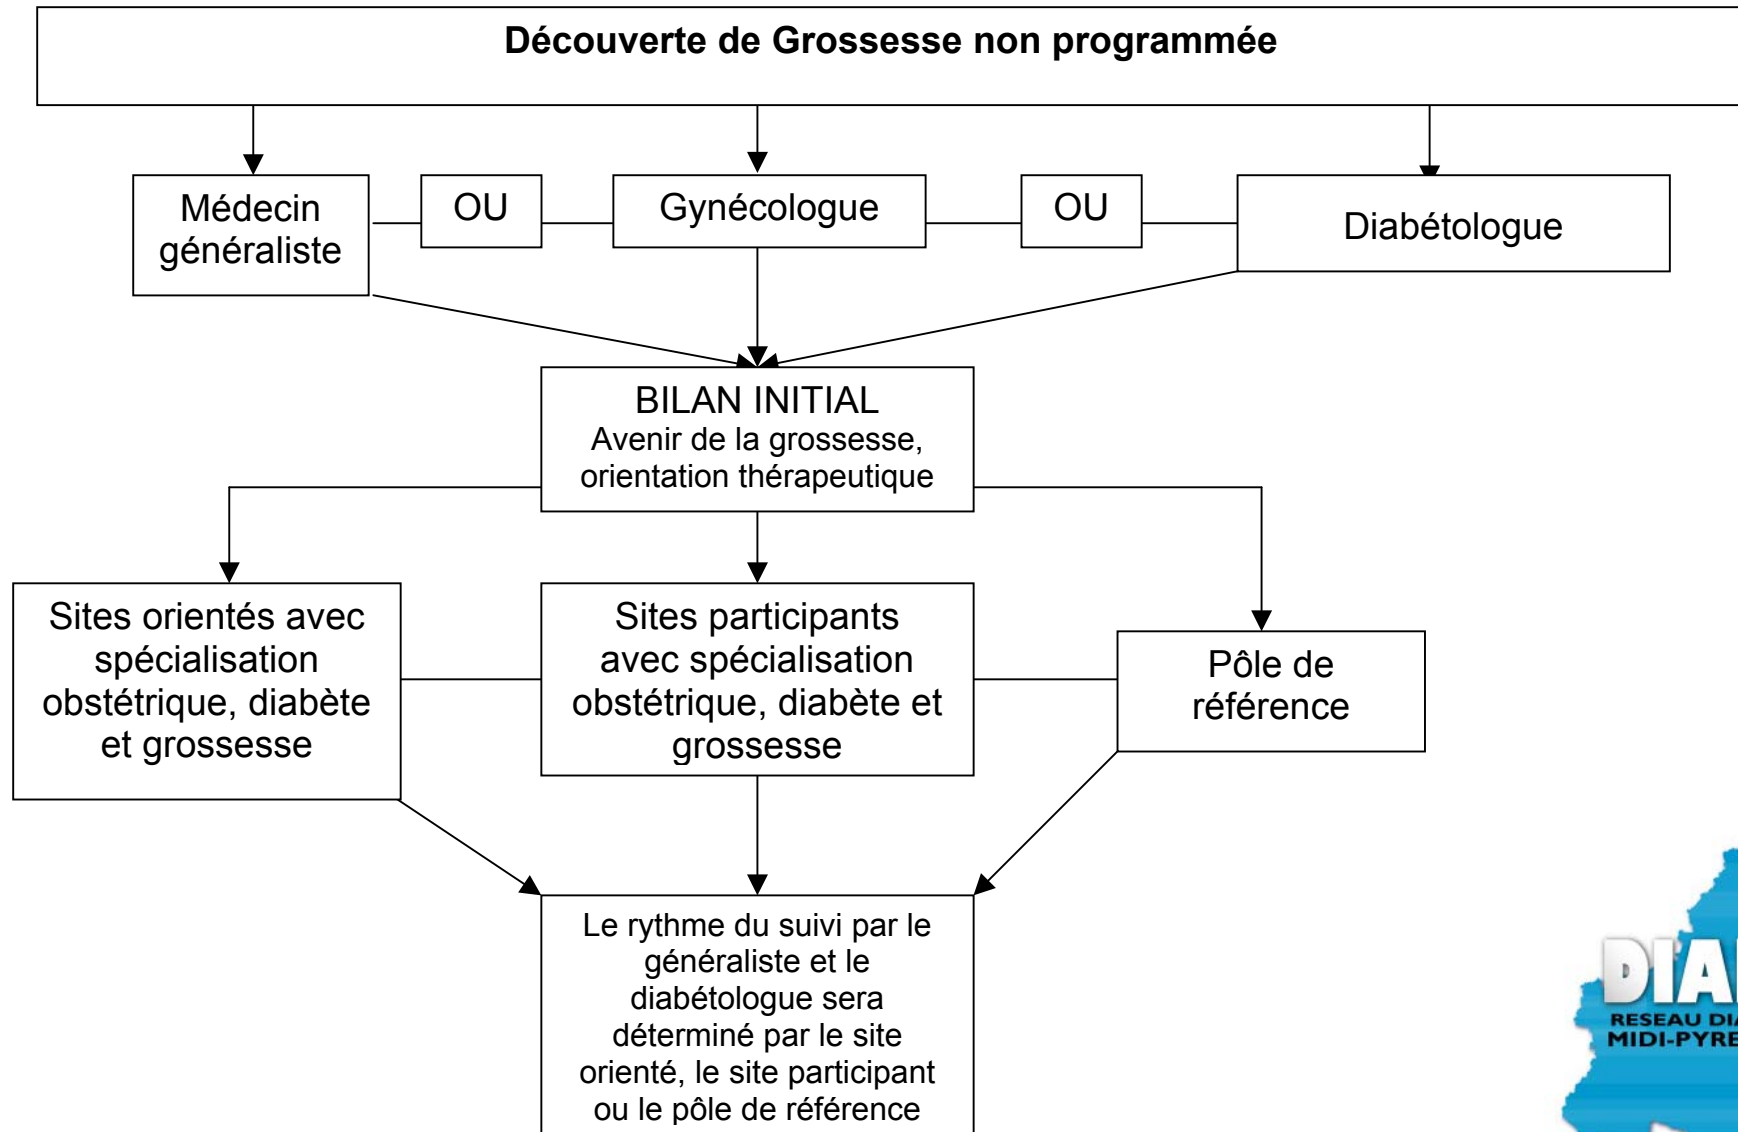 Découverte de Grossesse non programmée
Médecin
généraliste
OU
Gynécologue
OU
Diabétologue
BILAN INITIAL
Avenir de la grossesse,
orientation thérapeutique
Sites orientés avec
spécialisation
obstétrique, diabète
et grossesse
Sites participants
avec spécialisation
obstétrique, diabète et
grossesse
Pôle de
référence
Le rythme du suivi par le
généraliste et le
diabétologue sera
déterminé par le site
orienté, le site participant
ou le pôle de référence
RESEAU